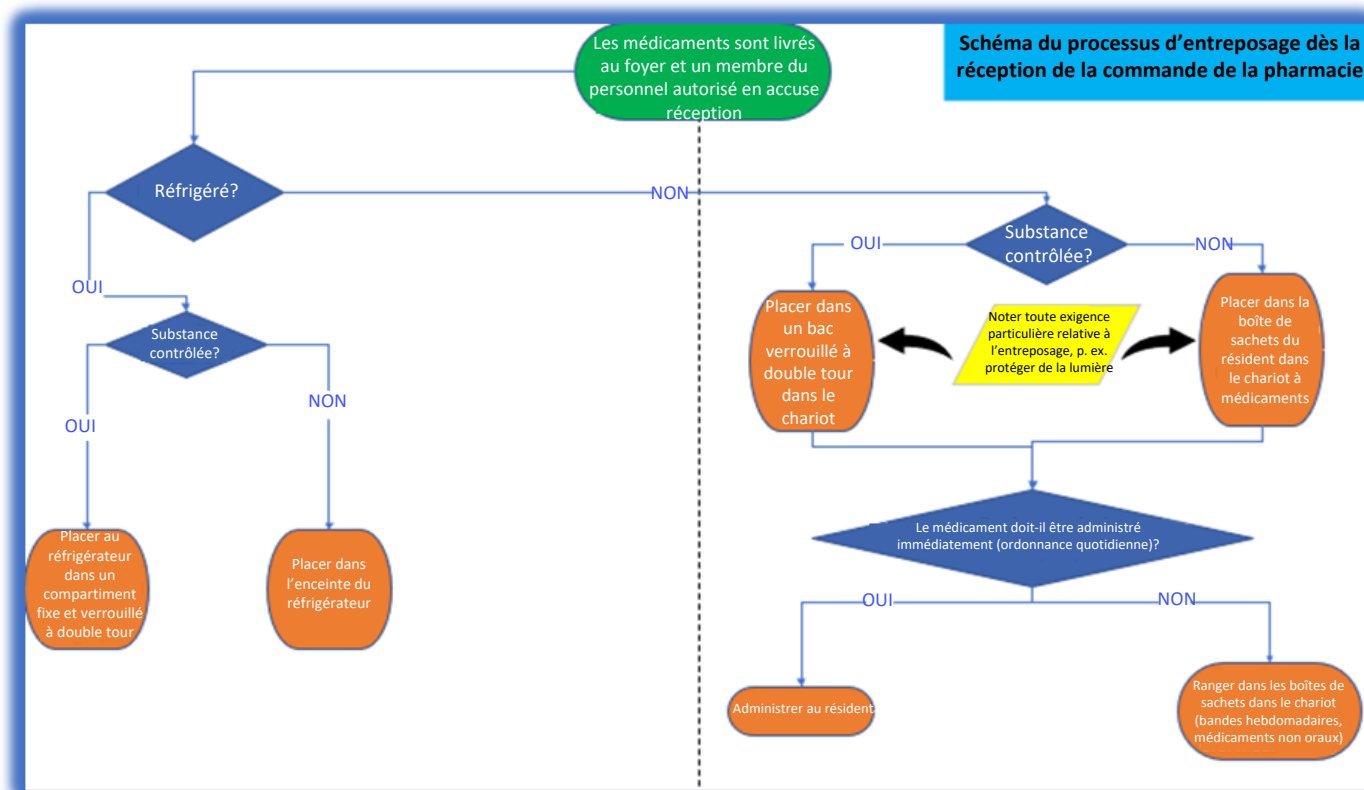 Les médicaments sont livrés
au foyer et un membre du
personnel autorisé en accuse
réception
Schéma du processus d’entreposage dès la
réception de la commande de la pharmacie
Réfrigéré?
NON
Substance
contrôlée?
OUI
NON
OUI
Placer dans
un bac
verrouillé à
double tour
dans le
chariot
Noter toute exigence
particulière relative à
l’entreposage, p. ex.
protéger de la lumière
Placer dans la
boîte de
sachets du
résident dans
le chariot à
médicaments
Substance
contrôlée?
OUI
NON
Placer au
réfrigérateur
dans un
compartiment
fixe et verrouillé
à double tour
Placer dans
l’enceinte du
réfrigérateur
Le médicament doit-il être administré
immédiatement (ordonnance quotidienne)?
OUI
NON
Administrer au résident
Ranger dans les boîtes de
sachets dans le chariot
(bandes hebdomadaires,
médicaments non oraux)